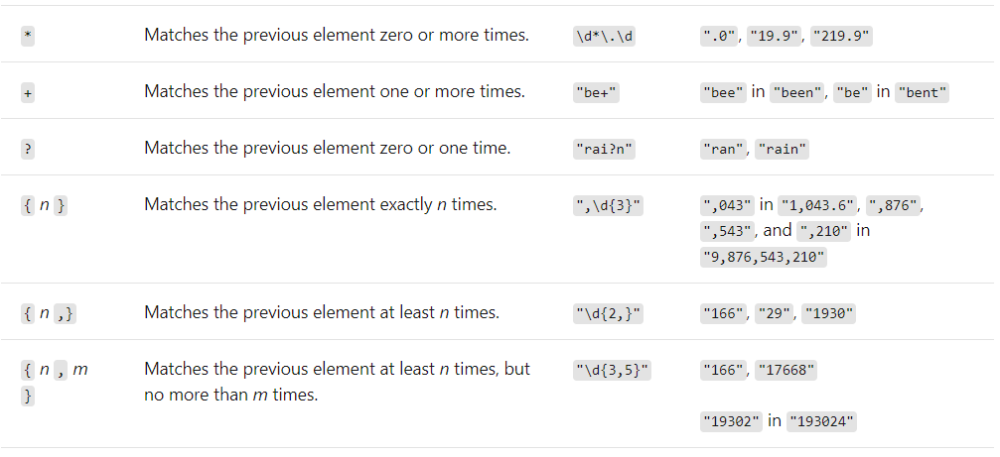 * Matches the previous element zero or more times. \d*\.\d ".0", "19.9", "219.9"
+ Matches the previous element one or more times. "be+" "bee" in "been", "be" in "bent"
? Matches the previous element zero or one time. "rai?n" "ran", "rain"
{ n } Matches the previous element exactly n times. ",\d{3}" ",043" in "1,043.6", ",876",
",543", and ",210" in
"9,876,543,210"
{ n ,} Matches the previous element at least n times. "\d{2,}" "166", "29", "1930"
{ n , m Matches the previous element at least n times, but "\d{3,5}" "166", "17668"
} no more than m times.
"19302" in "193024"